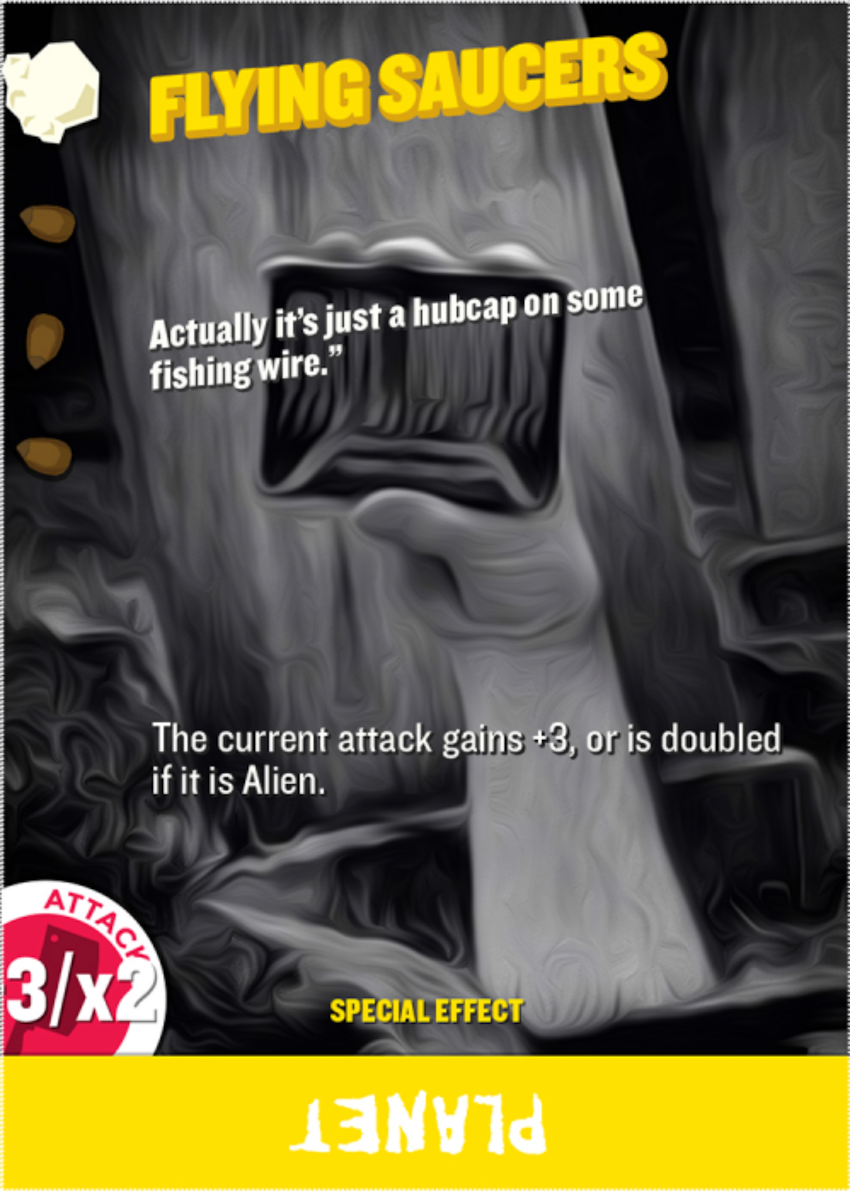 FLYING SAUCERS
Actually it's just a hubcap on some
fishing wire.”
The current attack gains +3, or is doubled
if it is Alien.
ATTACK
3/x2
SPECIAL EFFECT
PLANET